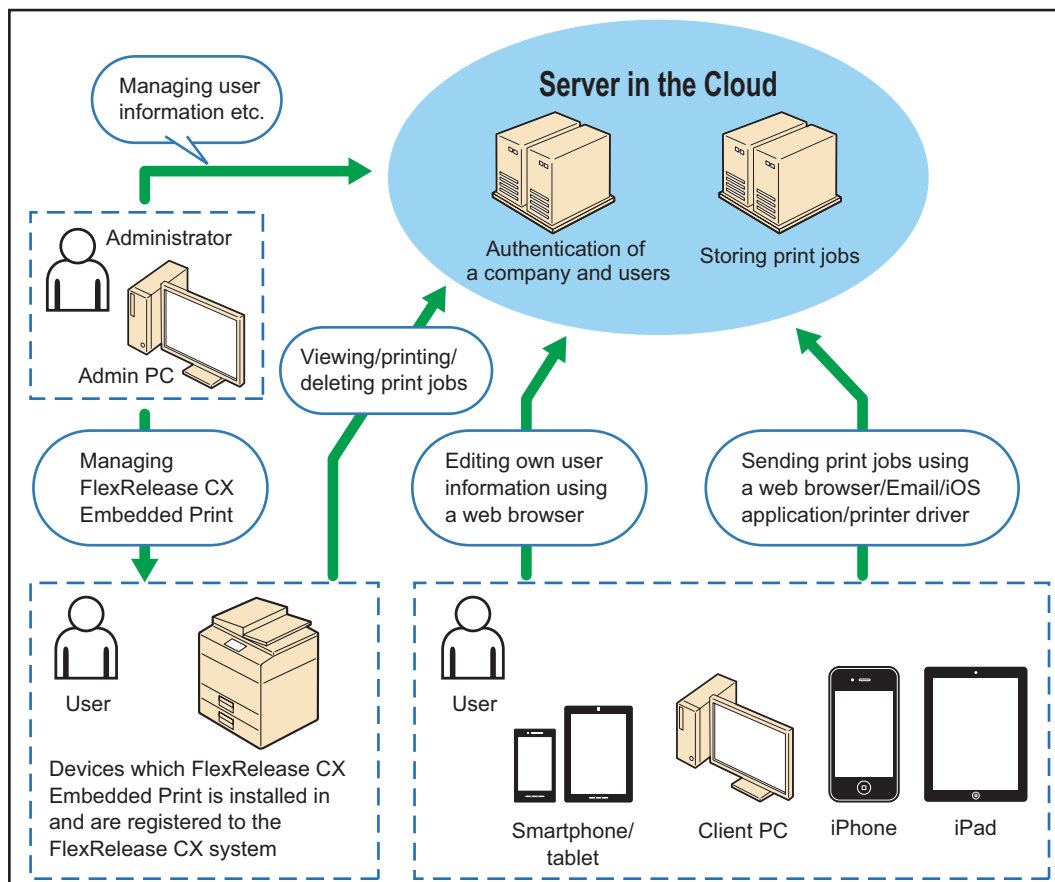 Managing user
information etc.
Server in the Cloud
Authentication of
a company and users
Storing print jobs
Administrator
Admin PC
Viewing/printing/
deleting print jobs
Managing
FlexRelease CX
Embedded Print
Editing own user
information using
a web browser
Sending print jobs using
a web browser/Email/iOS
application/printer driver
User
Devices which FlexRelease CX
Embedded Print is installed in
and are registered to the
FlexRelease CX system
User
Smartphone/
tablet
Client PC
iPhone
iPad